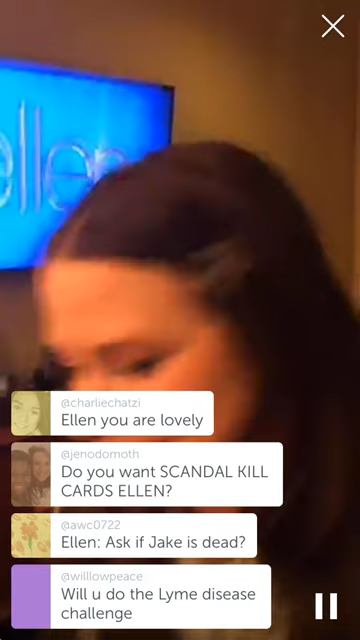 ellen
@charliechatzi
Ellen you are lovely
@jenodomoth
Do you want SCANDAL KILL
CARDS ELLEN?
@awc0722
Ellen: Ask if Jake is dead?
@willlowpeace
Will u do the Lyme disease
challenge